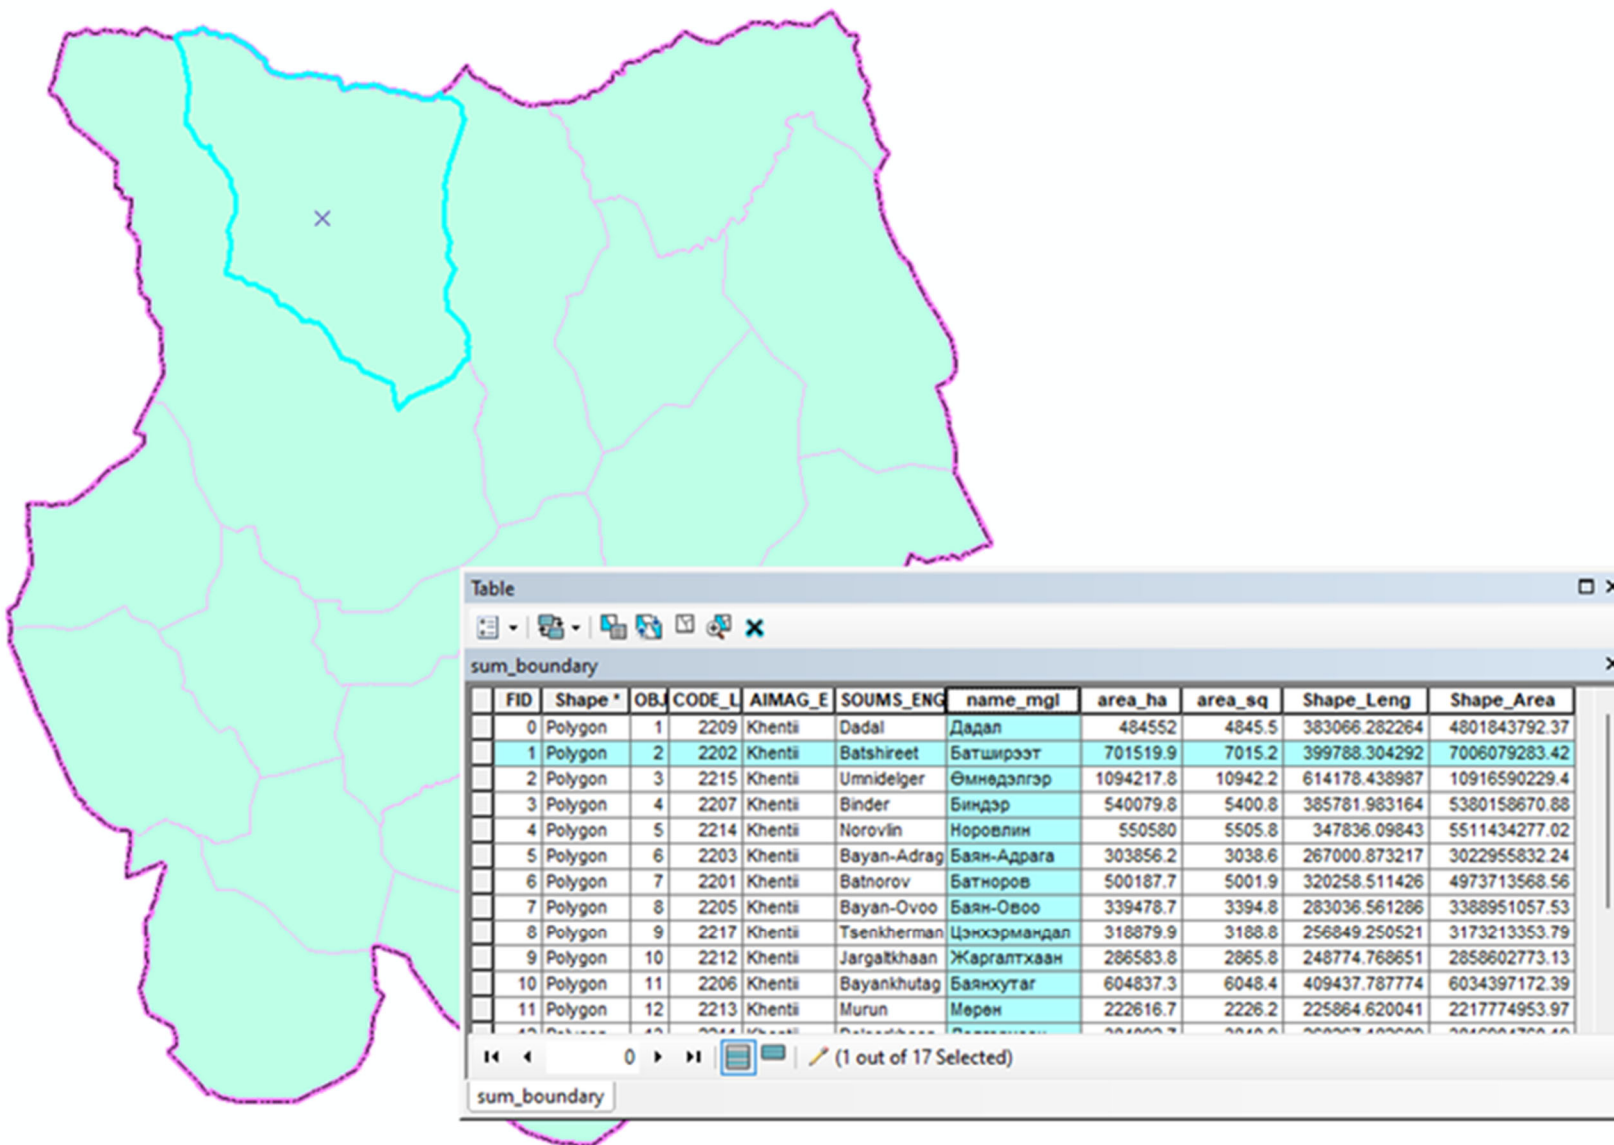 Table
sum_boundary
FID Shape * OBJ CODE_L AIMAG_E SOUMS_ENG name_mgl area_ha area_sq Shape_Leng Shape_Area
0 Polygon 1 2209 Khentii Dadal Дадал 484552 4845.5 383066.282264 4801843792.37
1 Polygon 2 2202 Khentii Batshireet Батширээт 701519.9 7015.2 399788.304292 7006079283.42
2 Polygon 3 2215 Khentii Umnidelger Өмнөдэлгэр 1094217.8 10942.2 614178.438987 10916590229.4
3 Polygon 4 2207 Khentii Binder Биндэр 540079.8 5400.8 385781.983164 5380158670.88
4 Polygon 5 2214 Khentii Norovlin Норовлин 550580 5505.8 347836.09843 5511434277.02
5 Polygon 6 2203 Khentii Bayan-Adrag Баян-Адрага 303856.2 3038.6 267000.873217 3022955832.24
6 Polygon 7 2201 Khentii Batnorov Батноров 500187.7 5001.9 320258.511426 4973713568.56
7 Polygon 8 2205 Khentii Bayan-Ovoo Баян-Овоо 339478.7 3394.8 283036.561286 3388951057.53
8 Polygon 9 2217 Khentii Tsenkherman Цэнхэрмандал 318879.9 3188.8 256849.250521 3173213353.79
9 Polygon 10 2212 Khentii Jargaltkhaan Жаргалтхаан 286583.8 2865.8 248774.768651 2858602773.13
10 Polygon 11 2206 Khentii Bayankhutag Баянхутаг 604837.3 6048.4 409437.787774 6034397172.39
11 Polygon 12 2213 Khentii Murun Мөрөн 222616.7 2226.2 225864.620041 2217774953.97
0 (1 out of 17 Selected)
sum_boundary